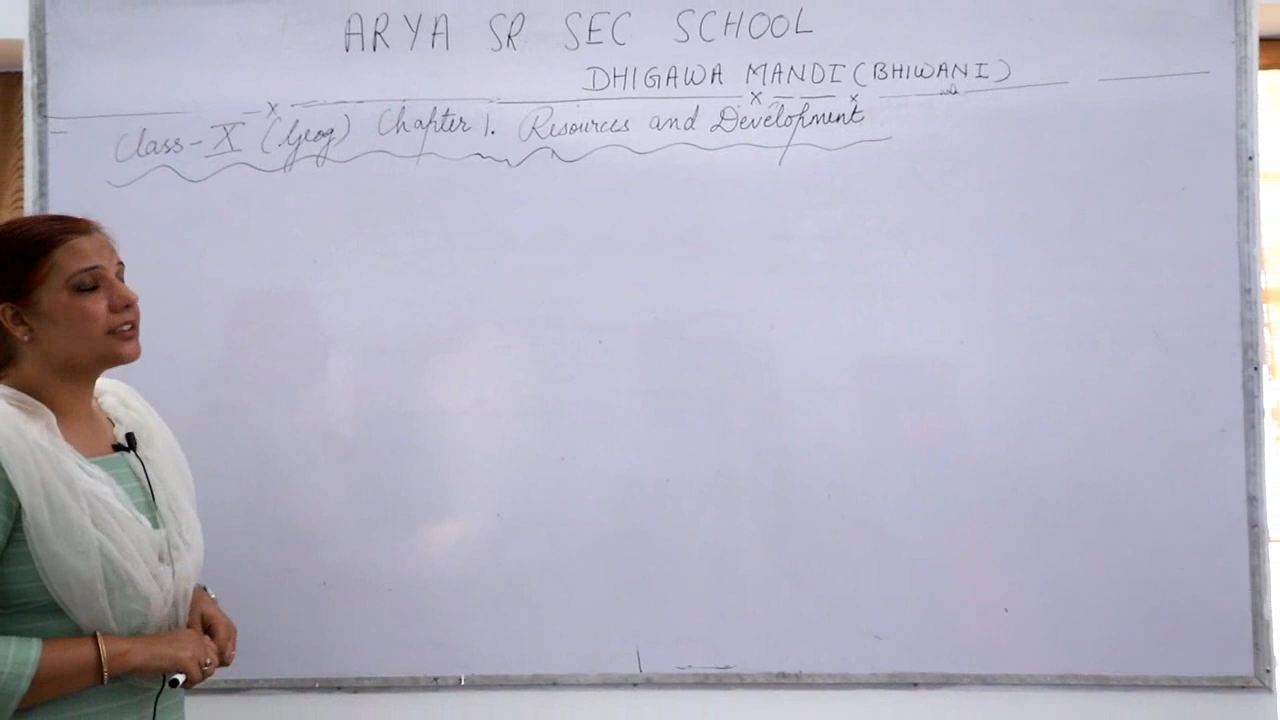 ARYA SR SEC SCHOOL
DHIGAWA MANDI (BHIWANI)
Class-X (Geog) Chapter 1. Resources and Development